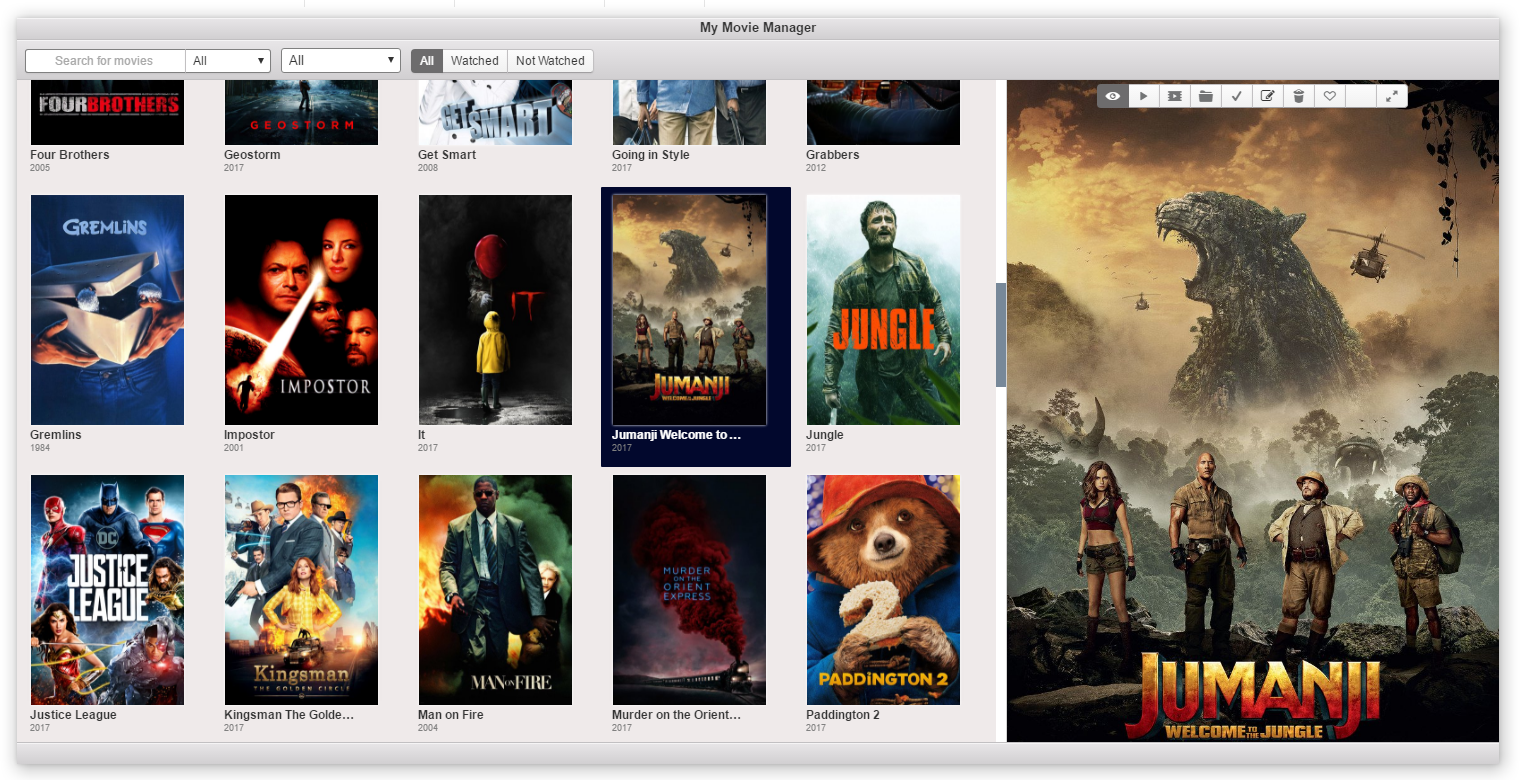 My Movie Manager
Search for movies
All
All
All
Watched
Not Watched
FOURBROTHERS
GEOSTORM
GET SMART
Four Brothers
2005
Geostorm
2017
Get Smart
2008
Going in Style
2017
Grabbers
2012
GREMLINS
IMPOSTOR
IT
JUMANJI
WELCOME TO THE JUNGLE
JUNGLE
Gremlins
1984
Impostor
2001
It
2017
Jumanji Welcome to ...
2017
Jungle
2017
DC
JUSTICE
LEAGUE
Kingsman
THE GOLDEN CIRCLE
MAN ON FIRE
MURDER
ON THE
ORIENT
EXPRESS
2
PADDINGTON 2
Justice League
2017
Kingsman The Golde...
2017
Man on Fire
2004
Murder on the Orient...
2017
Paddington 2
2017
JUMANJI
WELCOME TO THE JUNGLE